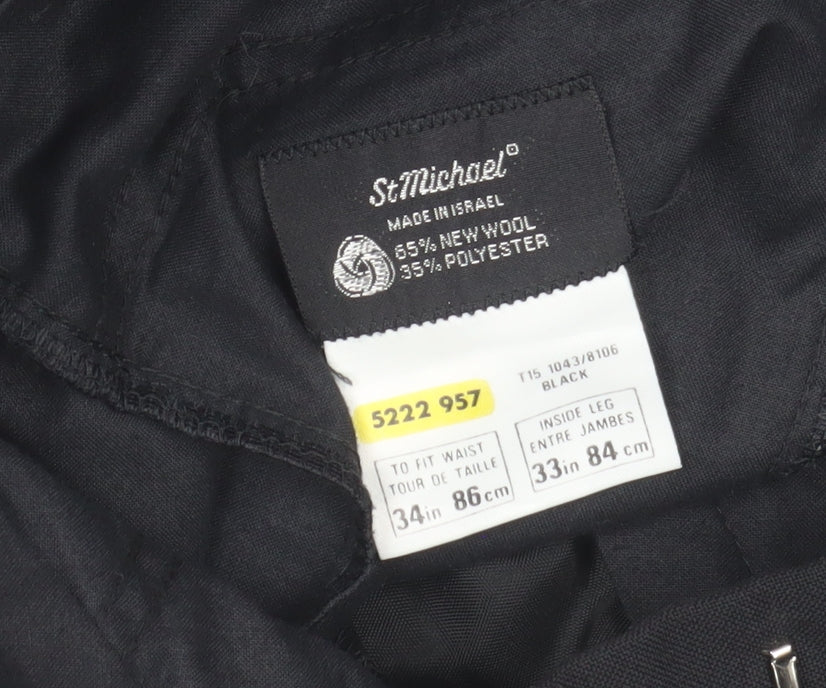 St Michael®
MADE IN ISRAEL
65% NEW WOOL
35% POLYESTER
T15 1043/8106
BLACK
5222 957
TO FIT WAIST
TOUR DE TAILLE
34in 86cm
INSIDE LEG
ENTRE JAMBES
33in 84cm